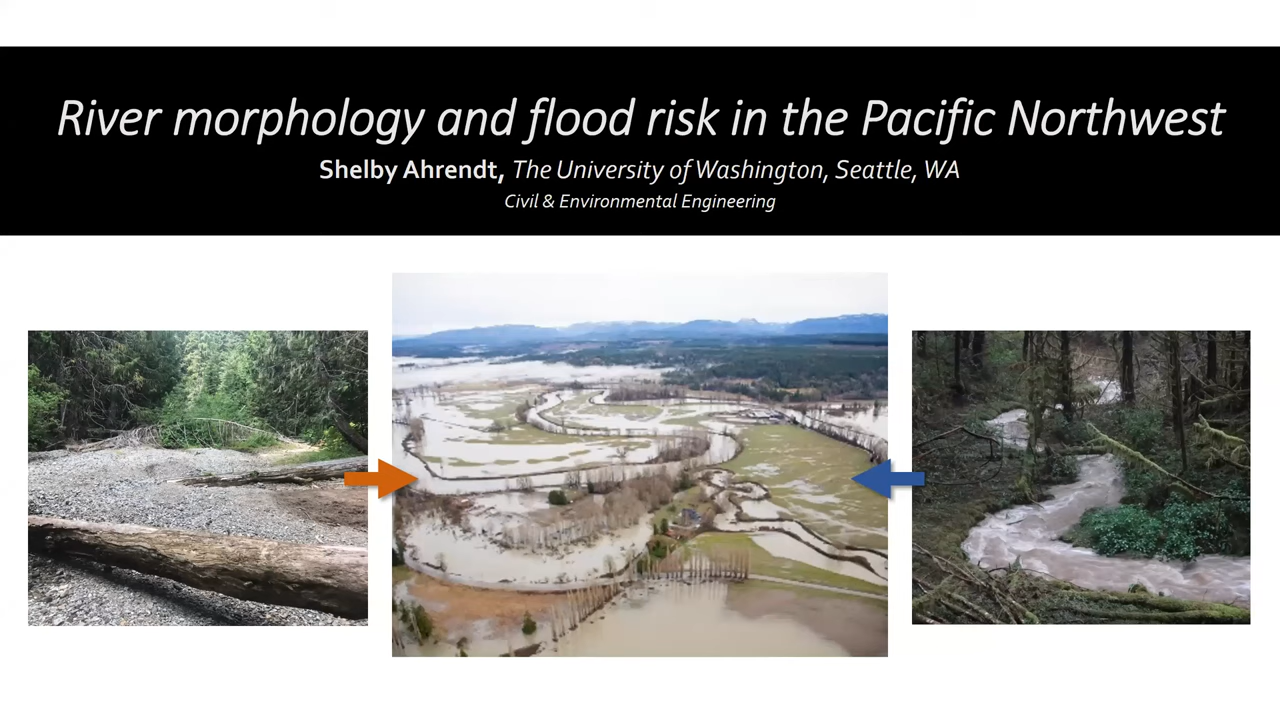 River morphology and flood risk in the Pacific Northwest
Shelby Ahrendt, The University of Washington, Seattle, WA
Civil & Environmental Engineering